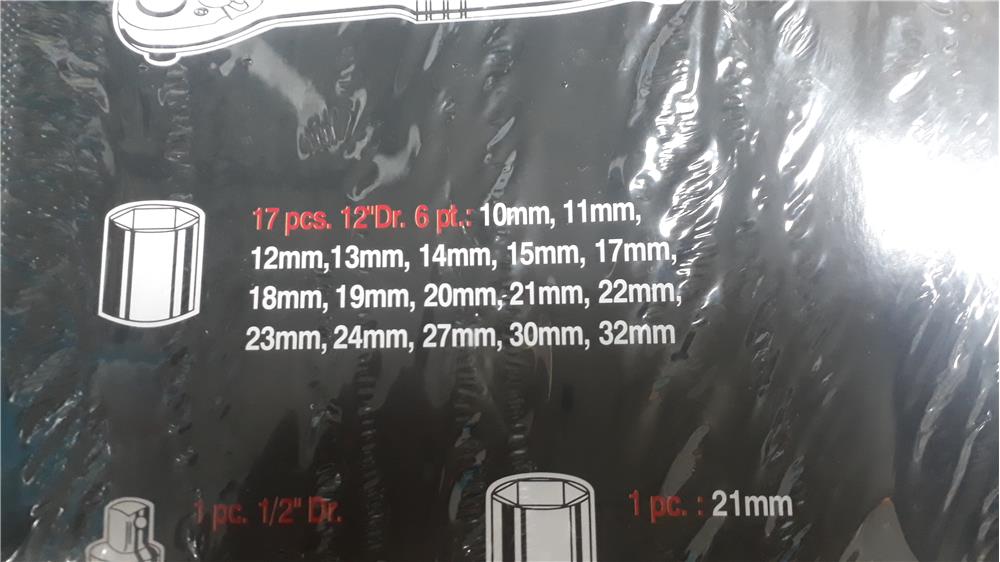 17 pcs. 12"Dr. 6 pt.: 10mm, 11mm,
12mm,13mm, 14mm, 15mm, 17mm,
18mm, 19mm, 20mm, 21mm, 22mm,
23mm, 24mm, 27mm, 30mm, 32mm
1 pc. 1/2" Dr.
1 pc. : 21mm